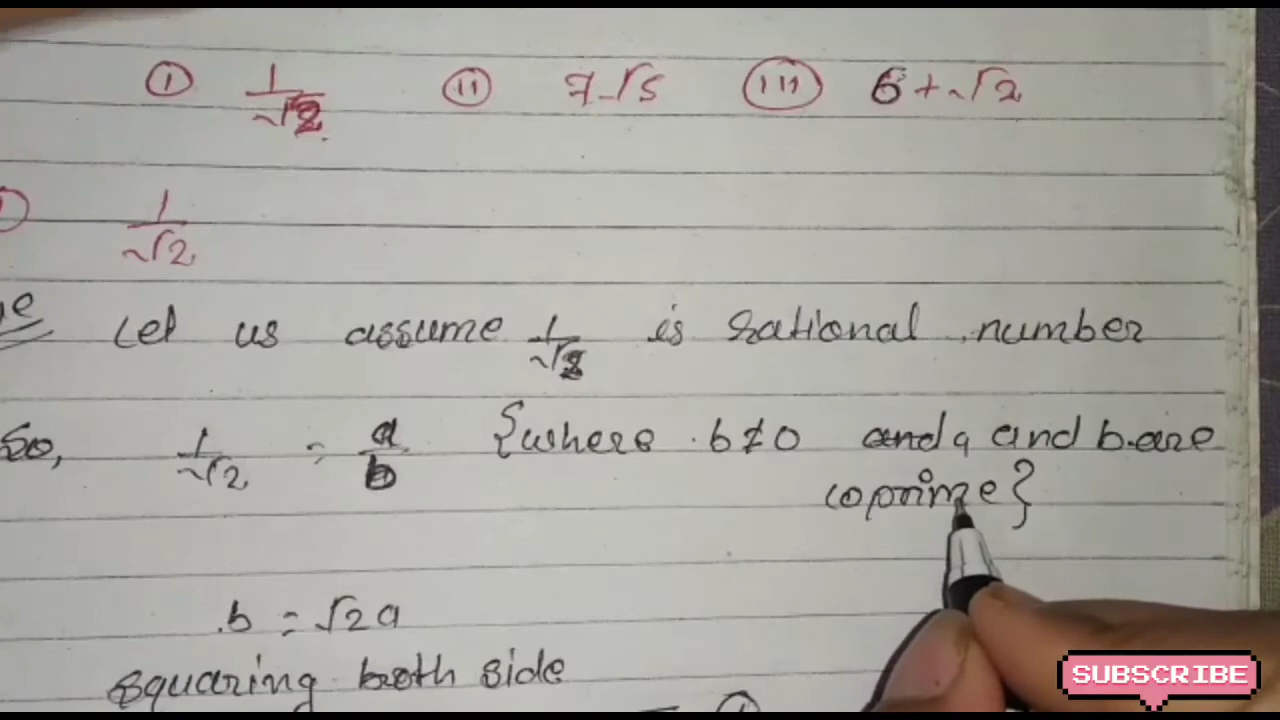 (i) 1/√2 (ii) 7-√5 (iii) 6+√2
1/√2
Let us assume 1/√2 is rational number
So, 1/√2 = a/b {where b≠0 and a and b are
coprime}
b = √2a
squaring both side
SUBSCRIBE